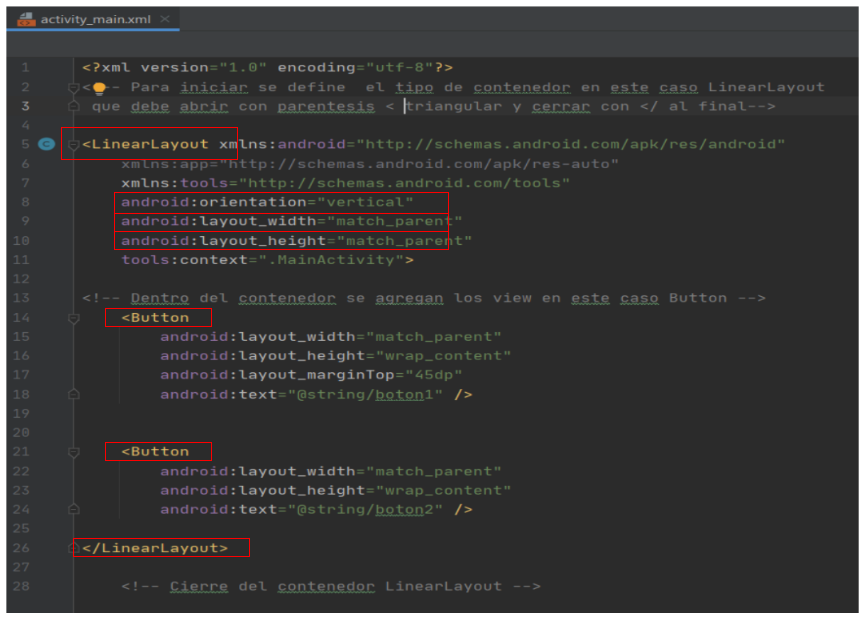 activity_main.xml
1 <?xml version="1.0" encoding="utf-8"?>
2 <!-- Para iniciar se define  el tipo de contenedor en este caso LinearLayout
3 que debe abrir con parentesis < triangular y cerrar con </ al final-->
4
5 <LinearLayout xmlns:android="http://schemas.android.com/apk/res/android"
6 xmlns:app="http://schemas.android.com/apk/res-auto"
7 xmlns:tools="http://schemas.android.com/tools"
8 android:orientation="vertical"
9 android:layout_width="match_parent"
10 android:layout_height="match_parent"
11 tools:context=".MainActivity">
12
13 <!-- Dentro del contenedor se agregan los view en este caso Button -->
14 <Button
15 android:layout_width="match_parent"
16 android:layout_height="wrap_content"
17 android:layout_marginTop="45dp"
18 android:text="@string/boton1" />
19
20
21 <Button
22 android:layout_width="match_parent"
23 android:layout_height="wrap_content"
24 android:text="@string/boton2" />
25
26 </LinearLayout>
27
28 <!-- Cierre del contenedor LinearLayout -->